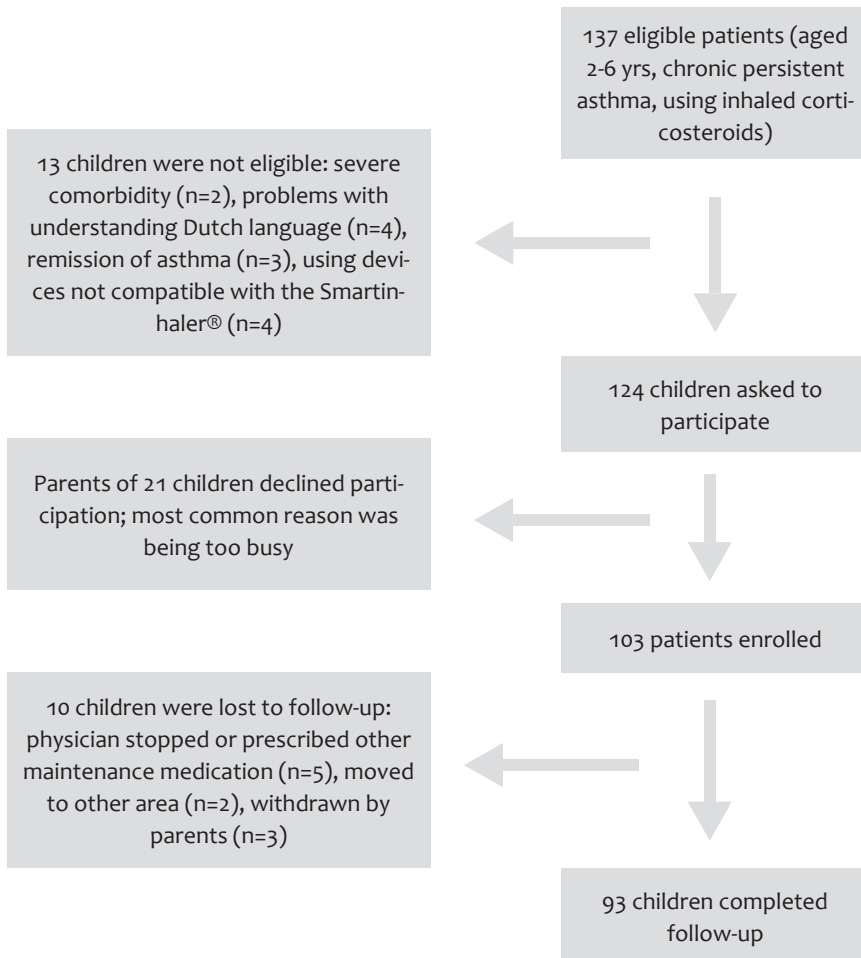 137 eligible patients (aged
2-6 yrs, chronic persistent
asthma, using inhaled corti-
costeroids)
13 children were not eligible: severe
comorbidity (n=2), problems with
understanding Dutch language (n=4),
remission of asthma (n=3), using devi-
ces not compatible with the Smartin-
haler® (n=4)
124 children asked to
participate
Parents of 21 children declined parti-
cipation; most common reason was
being too busy
103 patients enrolled
10 children were lost to follow-up:
physician stopped or prescribed other
maintenance medication (n=5), moved
to other area (n=2), withdrawn by
parents (n=3)
93 children completed
follow-up